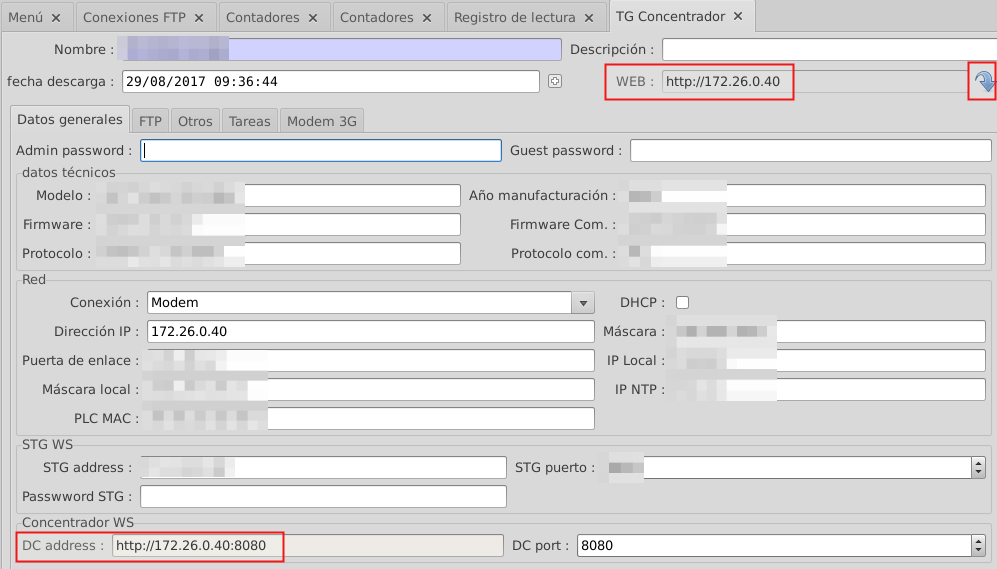 Menú Conexiones FTP Contadores Contadores Registro de lectura TG Concentrador
Nombre : Descripción :
fecha descarga : 29/08/2017 09:36:44 WEB : http://172.26.0.40
Datos generales FTP Otros Tareas Modem 3G
Admin password : Guest password :
datos técnicos
Modelo : Año manufacturación :
Firmware : Firmware Com. :
Protocolo : Protocolo com. :
Red
Conexión : Modem DHCP :
Dirección IP : 172.26.0.40 Máscara :
Puerta de enlace : IP Local :
Máscara local : IP NTP :
PLC MAC :
STG WS
STG address : STG puerto :
Passwword STG :
Concentrador WS
DC address : http://172.26.0.40:8080 DC port : 8080